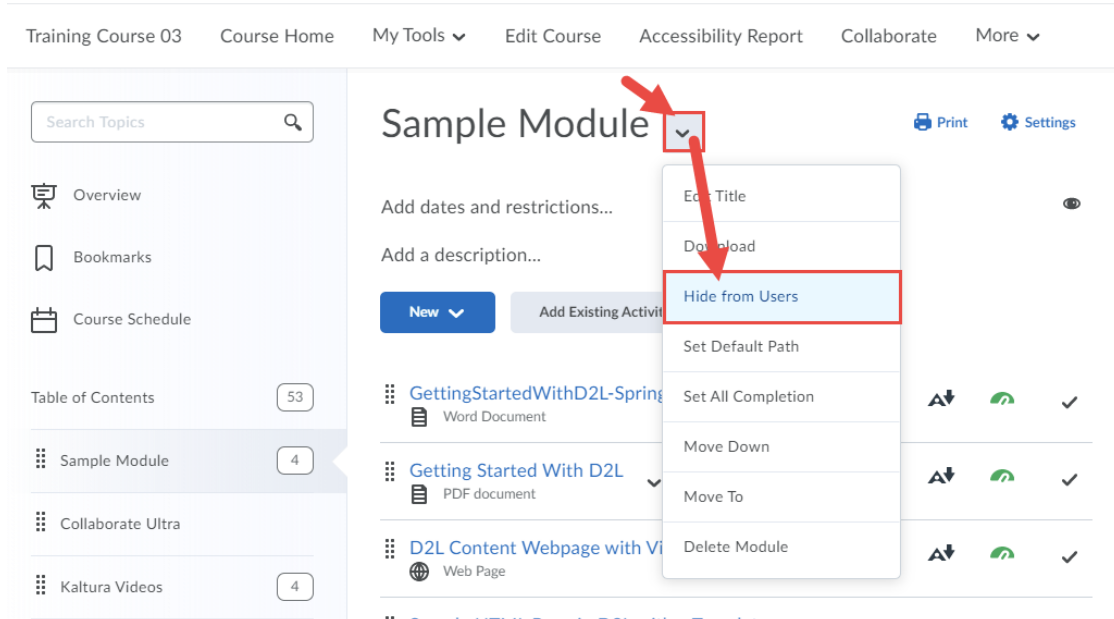 Training Course 03 Course Home My Tools Edit Course Accessibility Report Collaborate More
Search Topics
Overview
Bookmarks
Course Schedule
Table of Contents 53
Sample Module 4
Collaborate Ultra
Kaltura Videos 4
Sample Module
Print Settings
Add dates and restrictions...
Add a description...
New Add Existing
Edit Title
Download
Hide from Users
Set Default Path
Set All Completion
Move Down
Move To
Delete Module
GettingStartedWithD2L-Spring
Word Document
Getting Started With D2L
PDF document
D2L Content Webpage with
Web Page